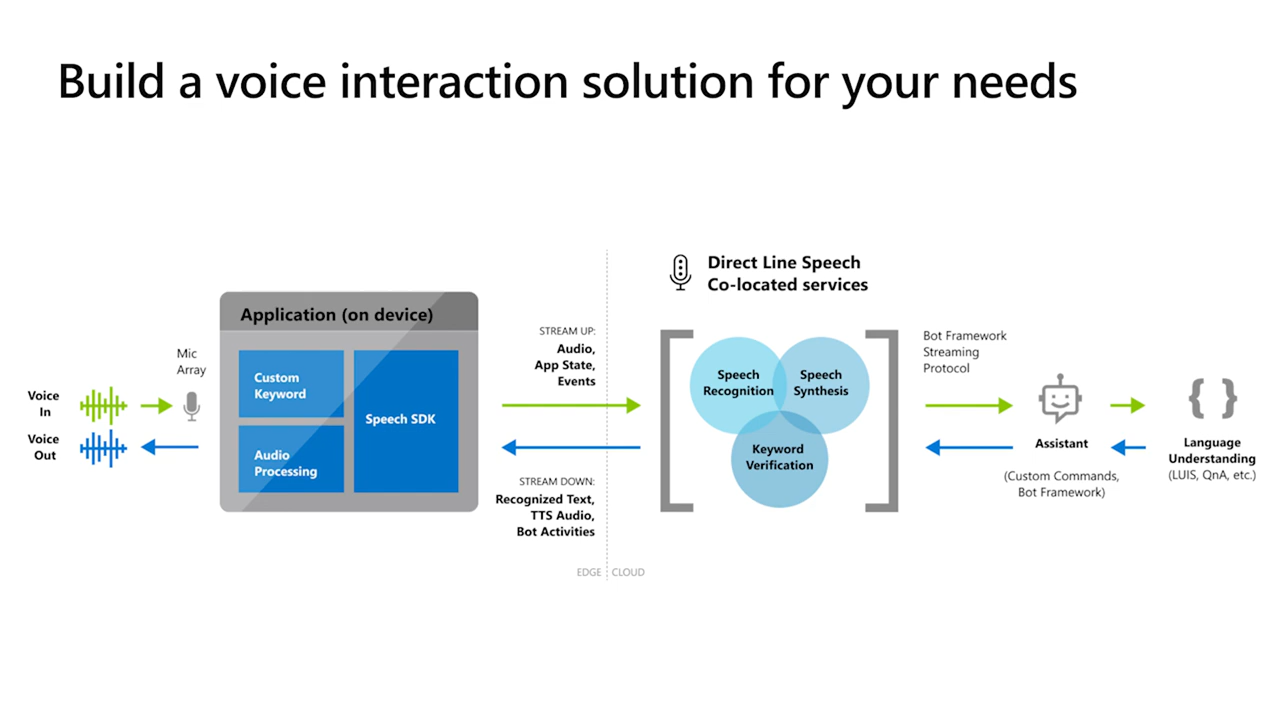 Build a voice interaction solution for your needs
Voice
In
Voice
Out
Mic
Array
Application (on device)
Custom
Keyword
Audio
Processing
Speech SDK
STREAM UP:
Audio,
App State,
Events
STREAM DOWN:
Recognized Text,
TTS Audio,
Bot Activities
EDGE
CLOUD
Direct Line Speech
Co-located services
Speech
Recognition
Speech
Synthesis
Keyword
Verification
Bot Framework
Streaming
Protocol
Assistant
(Custom Commands,
Bot Framework)
{ }
Language
Understanding
(LUIS, QnA, etc.)